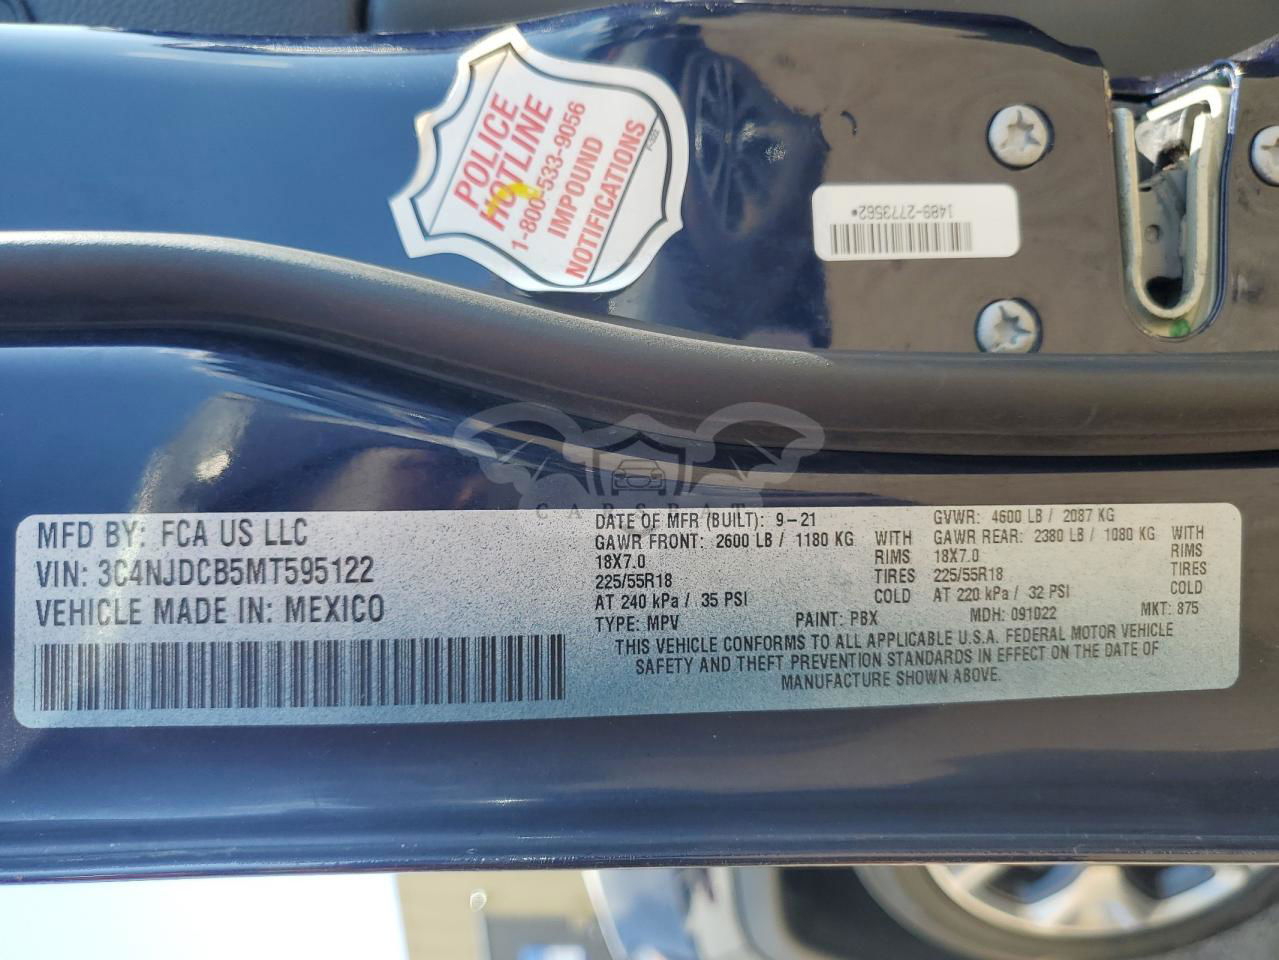 POLICE
HOTLINE
1-800-533-9056
IMPOUND
NOTIFICATIONS
1489-2773562*
CARSBAT
MFD BY: FCA US LLC
VIN: 3C4NJDCB5MT595122
VEHICLE MADE IN: MEXICO
DATE OF MFR (BUILT): 9-21 GVWR: 4600 LB / 2087 KG
GAWR FRONT: 2600 LB / 1180 KG WITH GAWR REAR: 2380 LB / 1080 KG WITH
18X7.0 RIMS 18X7.0 RIMS
225/55R18 TIRES 225/55R18 TIRES
AT 240 kPa / 35 PSI COLD AT 220 kPa / 32 PSI COLD
TYPE: MPV PAINT: PBX MDH: 091022 MKT: 875
THIS VEHICLE CONFORMS TO ALL APPLICABLE U.S.A. FEDERAL MOTOR VEHICLE
SAFETY AND THEFT PREVENTION STANDARDS IN EFFECT ON THE DATE OF
MANUFACTURE SHOWN ABOVE.